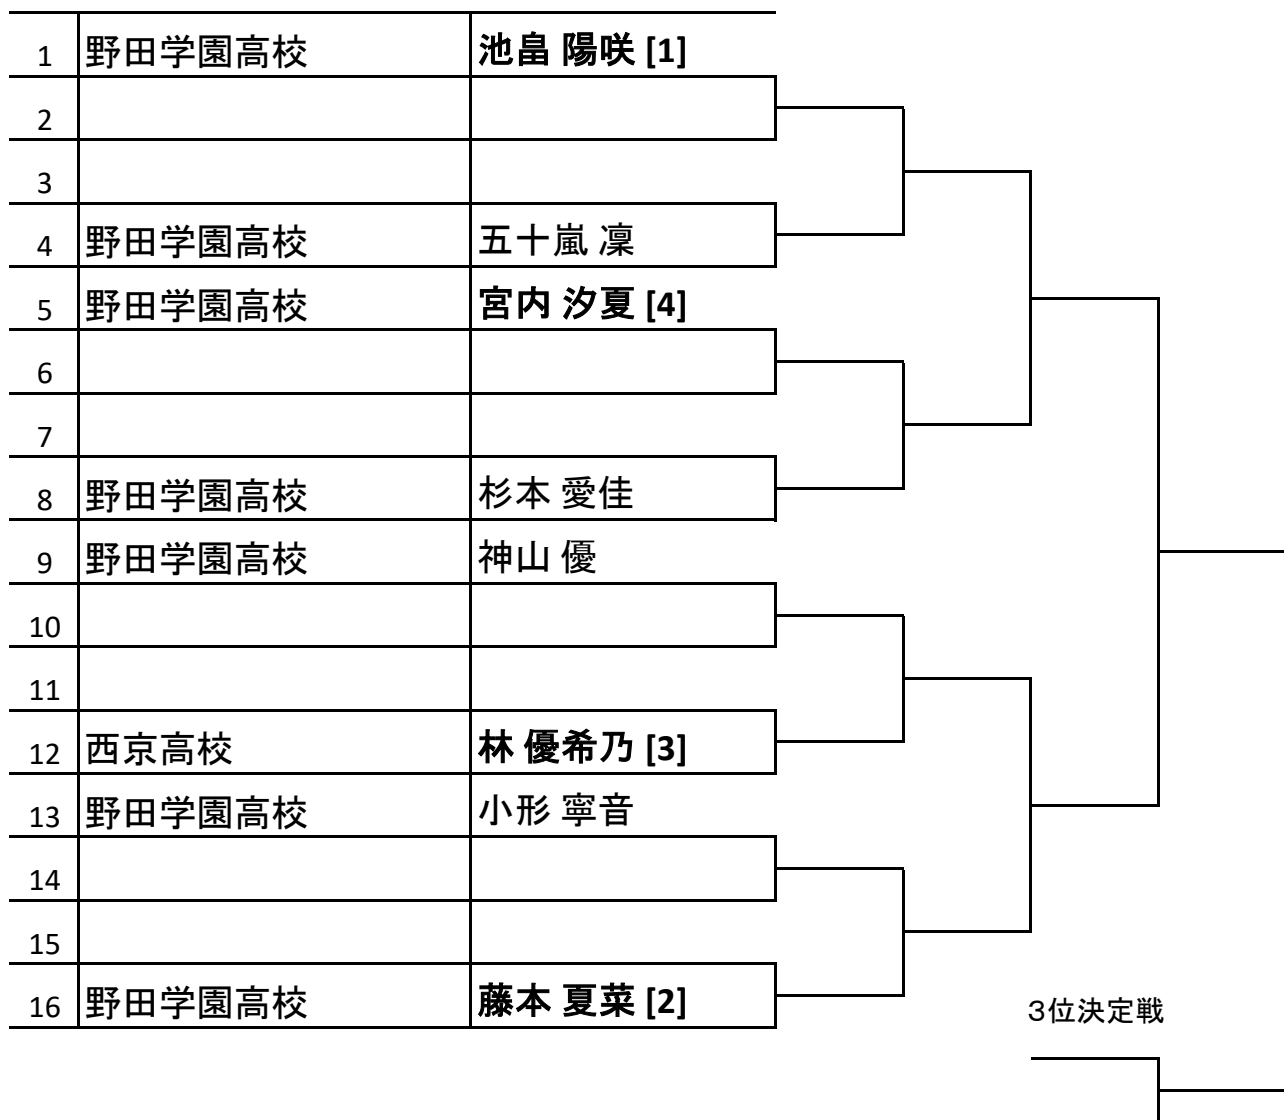 1 野田学園高校 池畠 陽咲 [1]
2
3
4 野田学園高校 五十嵐 凜
5 野田学園高校 宮内 汐夏 [4]
6
7
8 野田学園高校 杉本 愛佳
9 野田学園高校 神山 優
10
11
12 西京高校 林 優希乃 [3]
13 野田学園高校 小形 寧音
14
15
16 野田学園高校 藤本 夏菜 [2]
３位決定戦